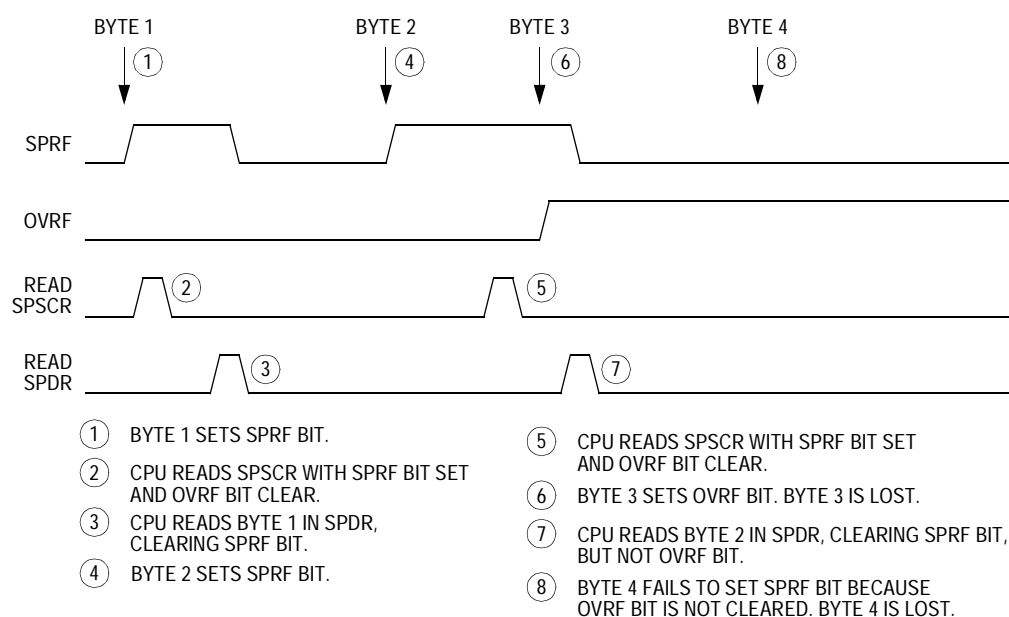 BYTE 1
BYTE 2
BYTE 3
BYTE 4
1
4
6
8
SPRF
OVRF
READ
SPSCR
2
5
READ
SPDR
3
7
1 BYTE 1 SETS SPRF BIT.
2 CPU READS SPSCR WITH SPRF BIT SET
AND OVRF BIT CLEAR.
3 CPU READS BYTE 1 IN SPDR,
CLEARING SPRF BIT.
4 BYTE 2 SETS SPRF BIT.
5 CPU READS SPSCR WITH SPRF BIT SET
AND OVRF BIT CLEAR.
6 BYTE 3 SETS OVRF BIT. BYTE 3 IS LOST.
7 CPU READS BYTE 2 IN SPDR, CLEARING SPRF BIT,
BUT NOT OVRF BIT.
8 BYTE 4 FAILS TO SET SPRF BIT BECAUSE
OVRF BIT IS NOT CLEARED. BYTE 4 IS LOST.